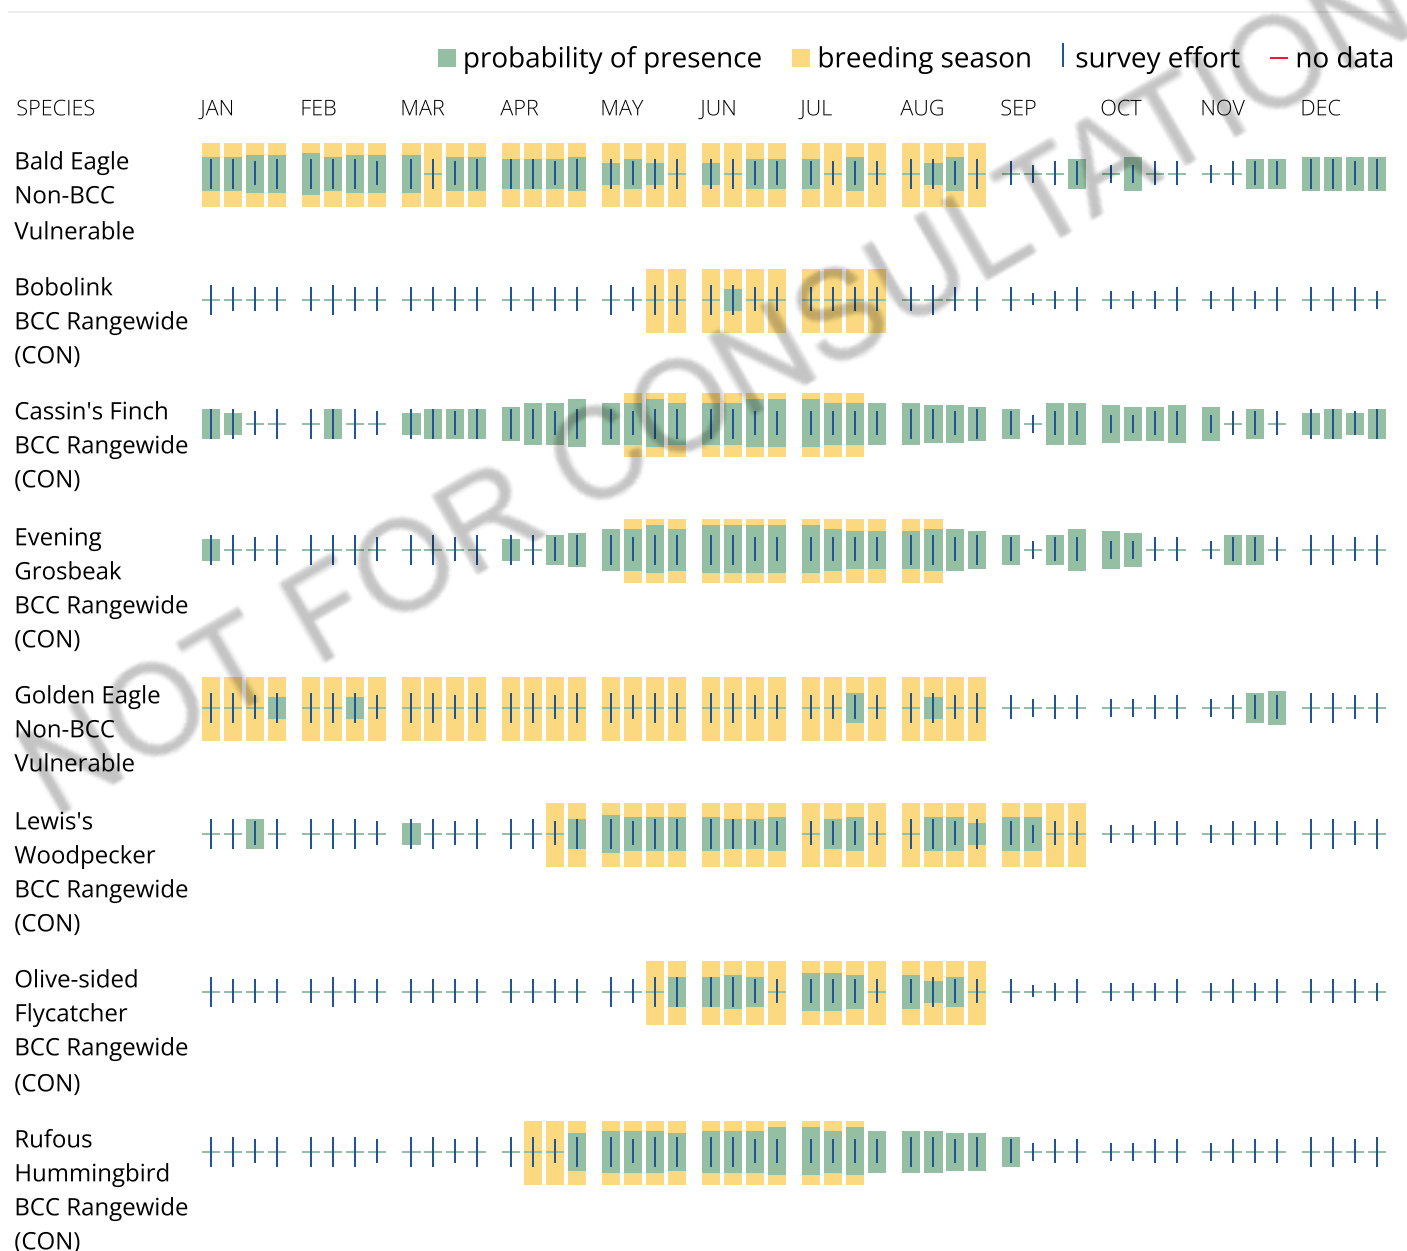 probability of presence breeding season survey effort no data
SPECIES JAN FEB MAR APR MAY JUN JUL AUG SEP OCT NOV DEC
Bald Eagle
Non-BCC
Vulnerable
Bobolink
BCC Rangewide
(CON)
Cassin's Finch
BCC Rangewide
(CON)
Evening
Grosbeak
BCC Rangewide
(CON)
Golden Eagle
Non-BCC
Vulnerable
Lewis's
Woodpecker
BCC Rangewide
(CON)
Olive-sided
Flycatcher
BCC Rangewide
(CON)
Rufous
Hummingbird
BCC Rangewide
(CON)
NOT FOR CONSULTATION